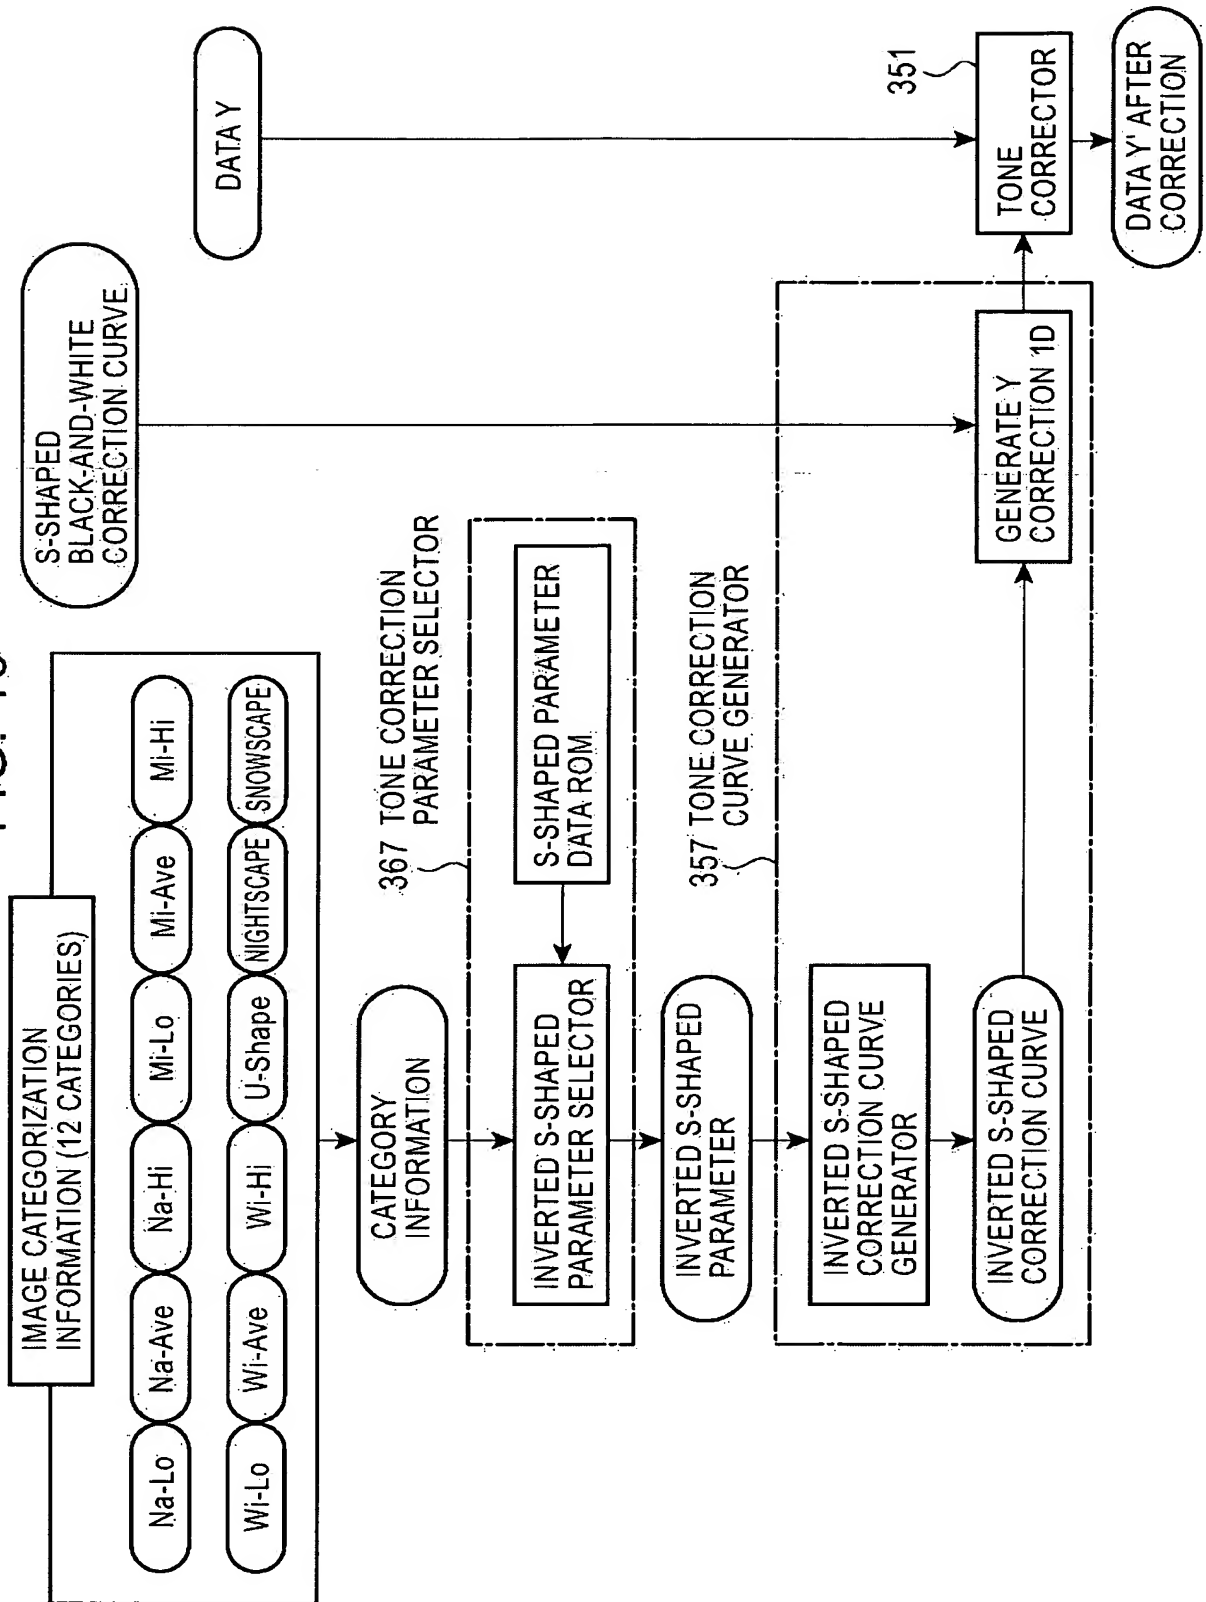 IMAGE CATEGORIZATION
INFORMATION (12 CATEGORIES)
Na-Lo
Na-Ave
Na-Hi
Mi-Lo
Mi-Ave
Mi-Hi
Wi-Lo
Wi-Ave
Wi-Hi
U-Shape
NIGHTSCAPE
SNOWSCAPE
S-SHAPED
BLACK-AND-WHITE
CORRECTION CURVE
DATA Y
CATEGORY
INFORMATION
367 TONE CORRECTION
PARAMETER SELECTOR
INVERTED S-SHAPED
PARAMETER SELECTOR
S-SHAPED PARAMETER
DATA ROM
INVERTED S-SHAPED
PARAMETER
357 TONE CORRECTION
CURVE GENERATOR
INVERTED S-SHAPED
CORRECTION CURVE
GENERATOR
INVERTED S-SHAPED
CORRECTION CURVE
GENERATE Y
CORRECTION 1D
351
TONE
CORRECTOR
DATA Y' AFTER
CORRECTION